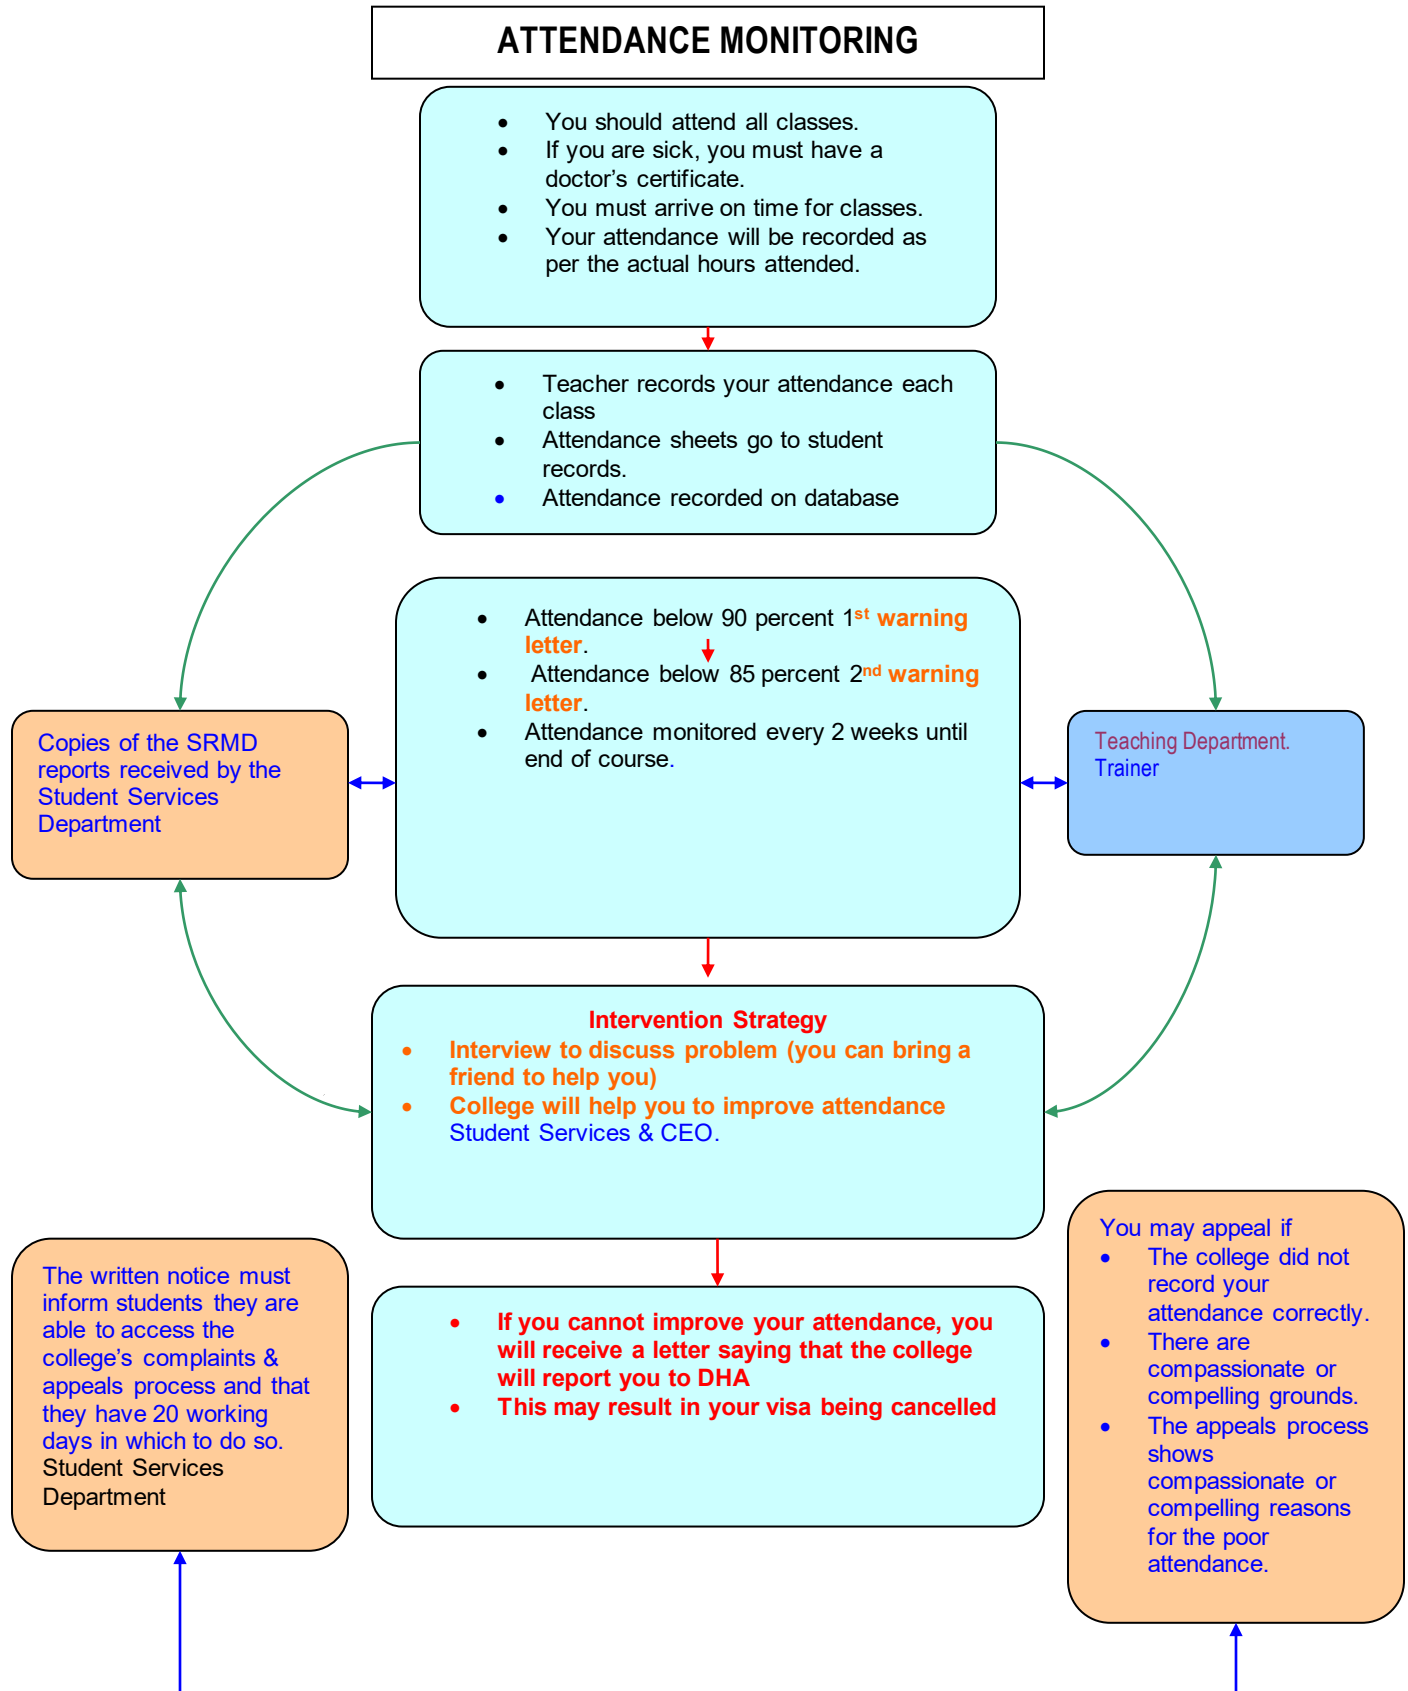 ATTENDANCE MONITORING
• You should attend all classes.
• If you are sick, you must have a
doctor’s certificate.
• You must arrive on time for classes.
• Your attendance will be recorded as
per the actual hours attended.
• Teacher records your attendance each
class
• Attendance sheets go to student
records.
• Attendance recorded on database
• Attendance below 90 percent 1st warning
letter.
• Attendance below 85 percent 2nd warning
letter.
• Attendance monitored every 2 weeks until
end of course.
Copies of the SRMD
reports received by the
Student Services
Department
Teaching Department.
Trainer
Intervention Strategy
• Interview to discuss problem (you can bring a
friend to help you)
• College will help you to improve attendance
Student Services & CEO.
The written notice must
inform students they are
able to access the
college’s complaints &
appeals process and that
they have 20 working
days in which to do so.
Student Services
Department
• If you cannot improve your attendance, you
will receive a letter saying that the college
will report you to DHA
• This may result in your visa being cancelled
You may appeal if
• The college did not
record your
attendance correctly.
• There are
compassionate or
compelling grounds.
• The appeals process
shows
compassionate or
compelling reasons
for the poor
attendance.